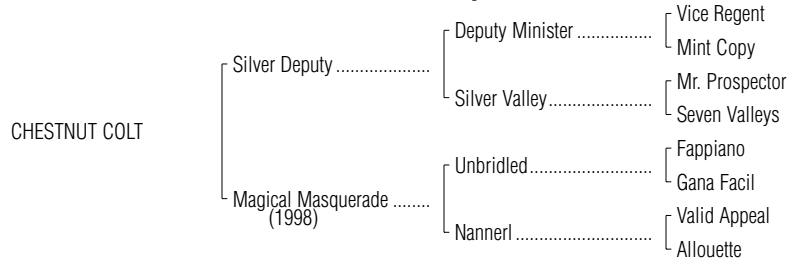 Vice Regent
Deputy Minister ................
Mint Copy
Silver Deputy ....................
Mr. Prospector
Silver Valley......................
Seven Valleys
CHESTNUT COLT
Fappiano
Unbridled..........................
Gana Facil
Magical Masquerade ........
(1998)
Valid Appeal
Nannerl .............................
Allouette